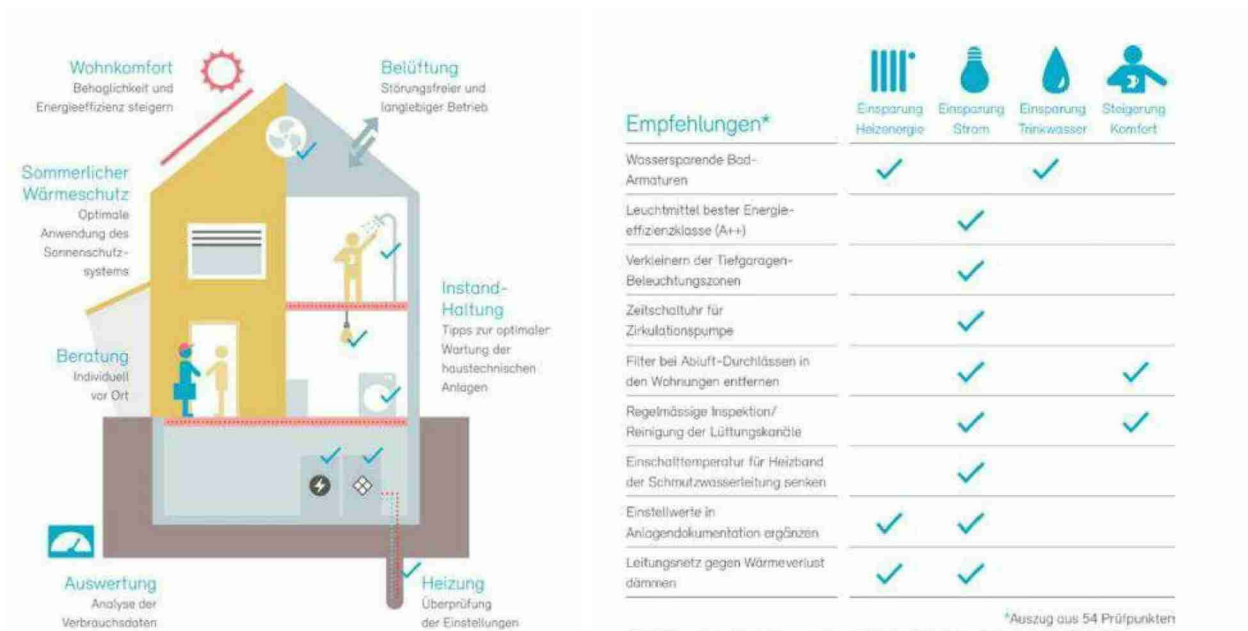 Wohnkomfort
Behaglichkeit und
Energieeffizienz steigern
Belüftung
Störungsfreier und
langlebiger Betrieb
Sommerlicher
Wärmeschutz
Optimale
Anwendung des
Sonnenschutz-
systems
Instand-
Haltung
Tipps zur optimaler
Wartung der
haustechnischen
Anlagen
Beratung
Individuell
vor Ort
Auswertung
Analyse der
Verbrauchsdaten
Heizung
Überprüfung
der Einstellungen
Empfehlungen*
Einsparung
Heizenergie
Einsparung
Strom
Einsparung
Trinkwasser
Steigerung
Komfort
Wassersparende Bad-
Armaturen
Leuchtmittel bester Energie-
effizienzklasse (A++)
Verkleinern der Tiefgaragen-
Beleuchtungszonen
Zeitschaltuhr für
Zirkulationspumpe
Filter bei Abluft-Durchlässen in
den Wohnungen entfernen
Regelmässige Inspektion/
Reinigung der Lüftungskanäle
Einschalttemperatur für Heizband
der Schmutzwasserleitung senken
Einstellwerte in
Anlagendokumentation ergänzen
Leitungsnetz gegen Wärmeverlust
dämmen
*Auszug aus 54 Prüfpunkten